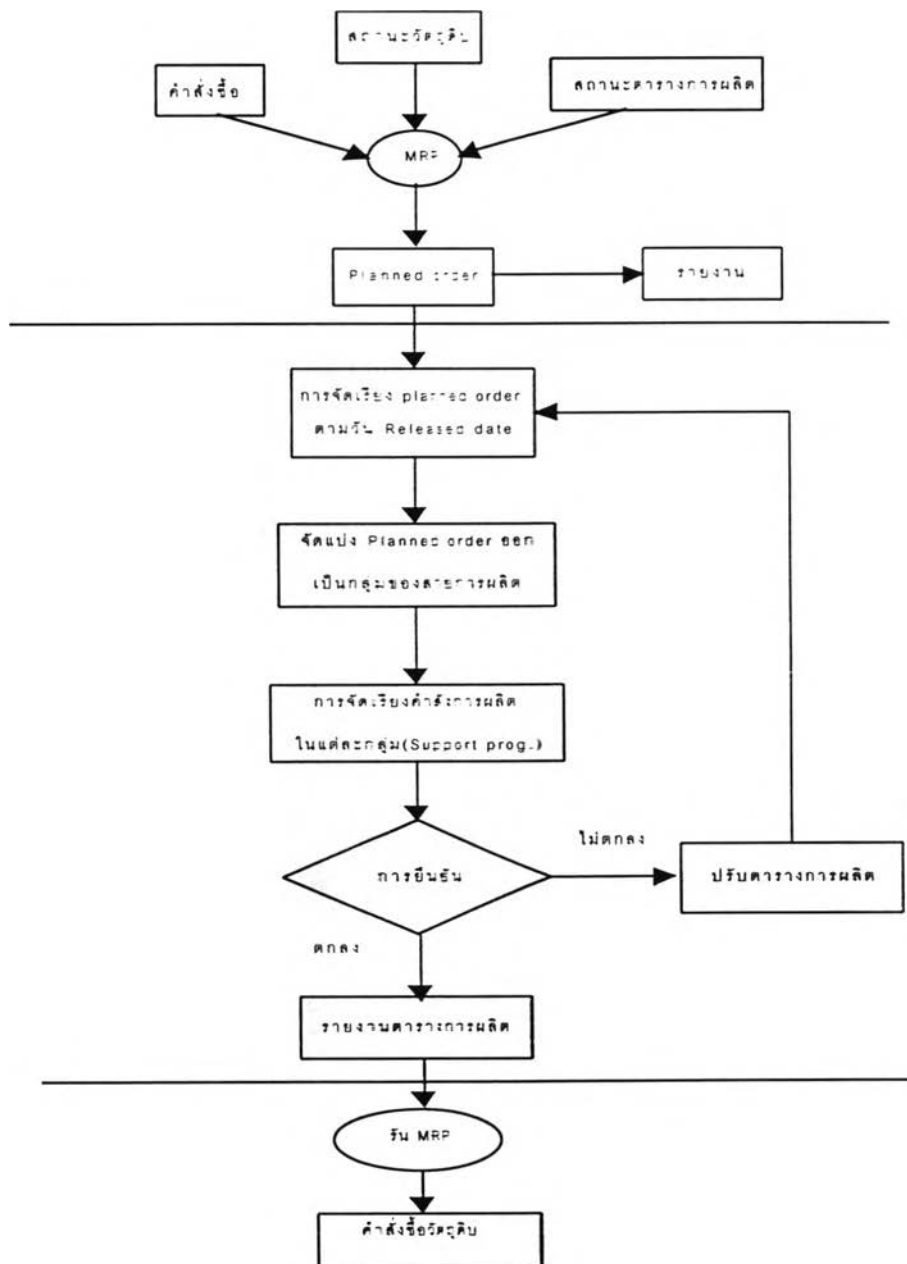 สถานะวัตถุดิบ
คำสั่งซื้อ
สถานะตารางการผลิต
MRP
Planned order
รายงาน
การจัดเรียง planned order
ตามวัน Released date
จัดแบ่ง Planned order ออก
เป็นกลุ่มของสายการผลิต
การจัดเรียงคำสั่งการผลิต
ในแต่ละกลุ่ม(Support prog.)
ไม่ตกลง
การยืนยัน
ปรับตารางการผลิต
ตกลง
รายงานตารางการผลิต
รัน MRP
คำสั่งซื้อวัตถุดิบ